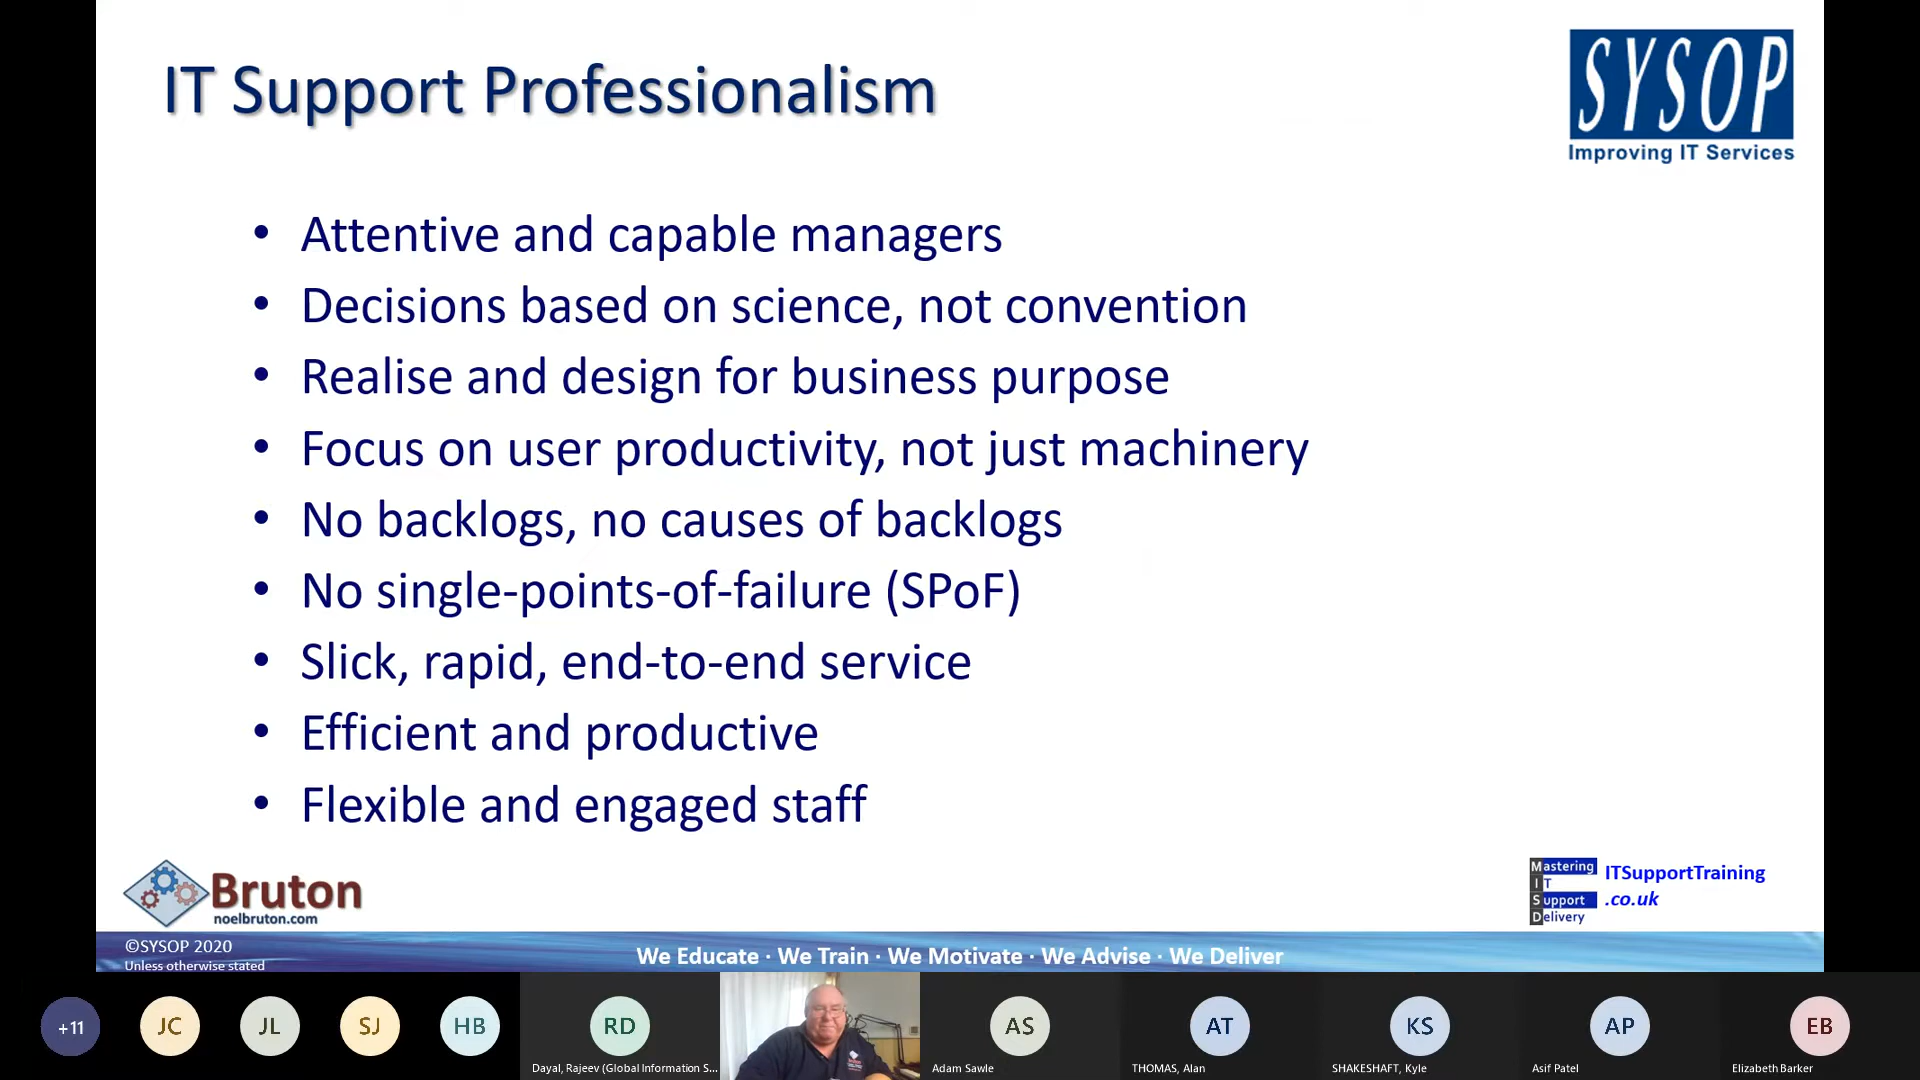 IT Support Professionalism
SYSOP
Improving IT Services
• Attentive and capable managers
• Decisions based on science, not convention
• Realise and design for business purpose
• Focus on user productivity, not just machinery
• No backlogs, no causes of backlogs
• No single-points-of-failure (SPoF)
• Slick, rapid, end-to-end service
• Efficient and productive
• Flexible and engaged staff
Bruton
noelbruton.com
Mastering
IT
Support
Delivery
ITSupportTraining
.co.uk
©SYSOP 2020
Unless otherwise stated
We Educate · We Train · We Motivate · We Advise · We Deliver
+11
JC
JL
SJ
HB
RD
AS
AT
KS
AP
EB
Dayal, Rajeev (Global Information S...
Bruton
Adam Sawle
THOMAS, Alan
SHAKESHAFT, Kyle
Asif Patel
Elizabeth Barker